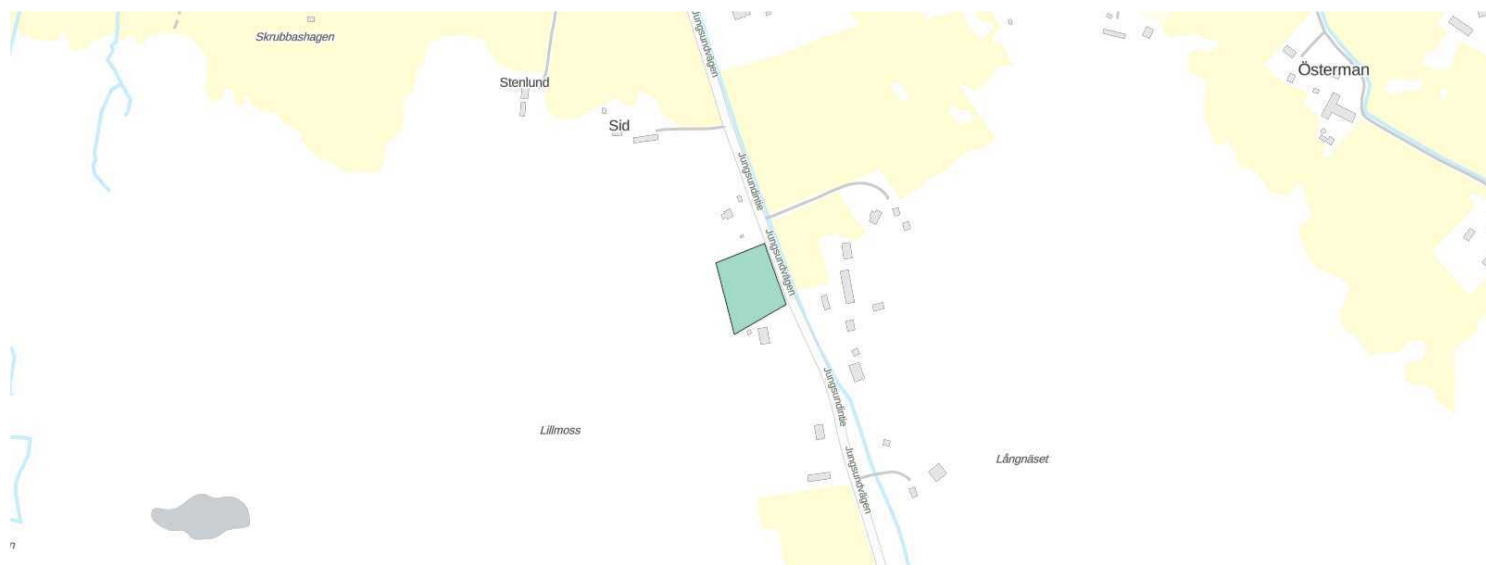 Skrubbashagen
Jungsundvägen
Österman
Stenlund
Sid
Jungsundintie
Jungsundvägen
Jungsundintie
Lillmoss
Jungsundvägen
Långnäset
n